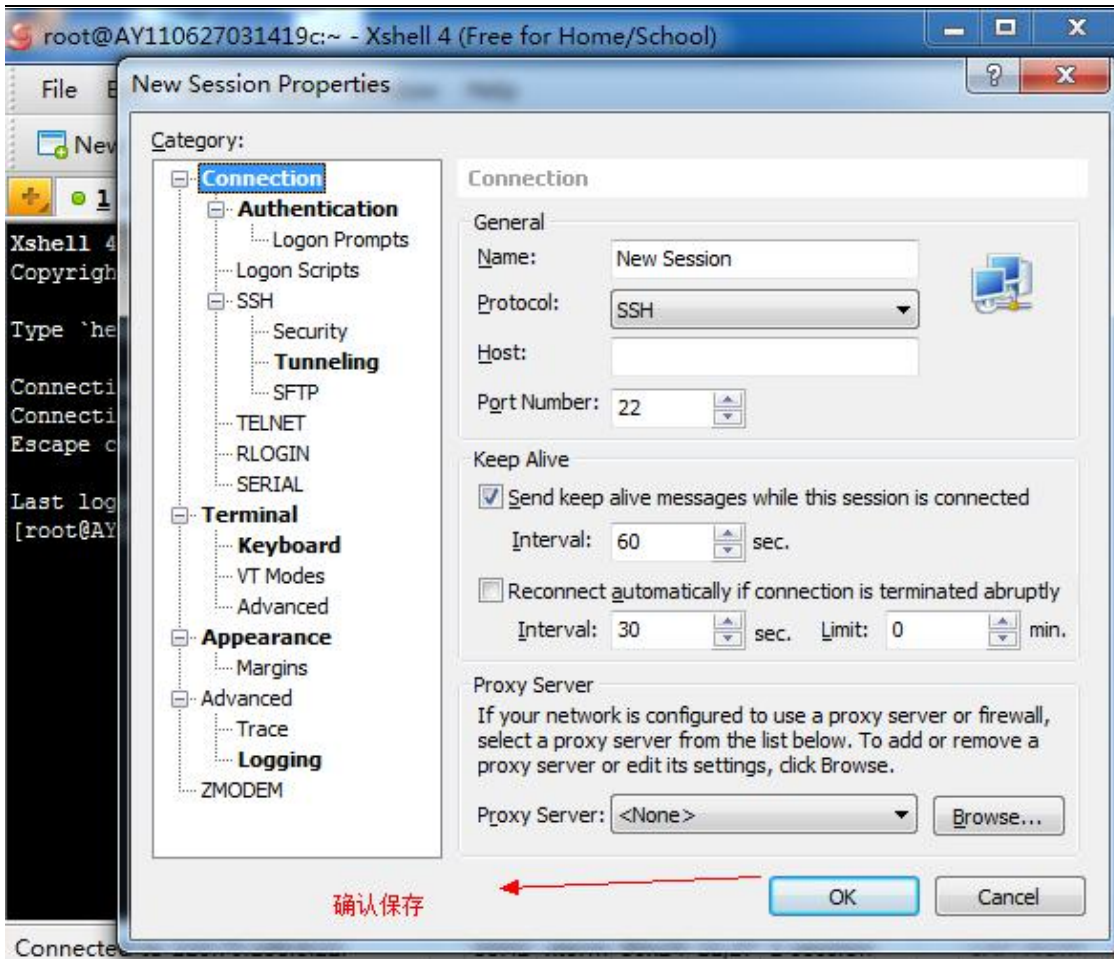 root@AY110627031419c:~ - Xshell 4 (Free for Home/School)
File
New Session Properties
New
Category:
1
Xshell 4
Copyrigh
Type `he
Connecti
Connecti
Escape c
Last log
[root@AY
Connection
Authentication
Logon Prompts
Logon Scripts
SSH
Security
Tunneling
SFTP
TELNET
RLOGIN
SERIAL
Terminal
Keyboard
VT Modes
Advanced
Appearance
Margins
Advanced
Trace
Logging
ZMODEM
Connection
General
Name: New Session
Protocol: SSH
Host:
Port Number: 22
Keep Alive
Send keep alive messages while this session is connected
Interval: 60 sec.
Reconnect automatically if connection is terminated abruptly
Interval: 30 sec. Limit: 0 min.
Proxy Server
If your network is configured to use a proxy server or firewall,
select a proxy server from the list below. To add or remove a
proxy server or edit its settings, click Browse.
Proxy Server: <None> Browse...
确认保存
OK Cancel
Connected